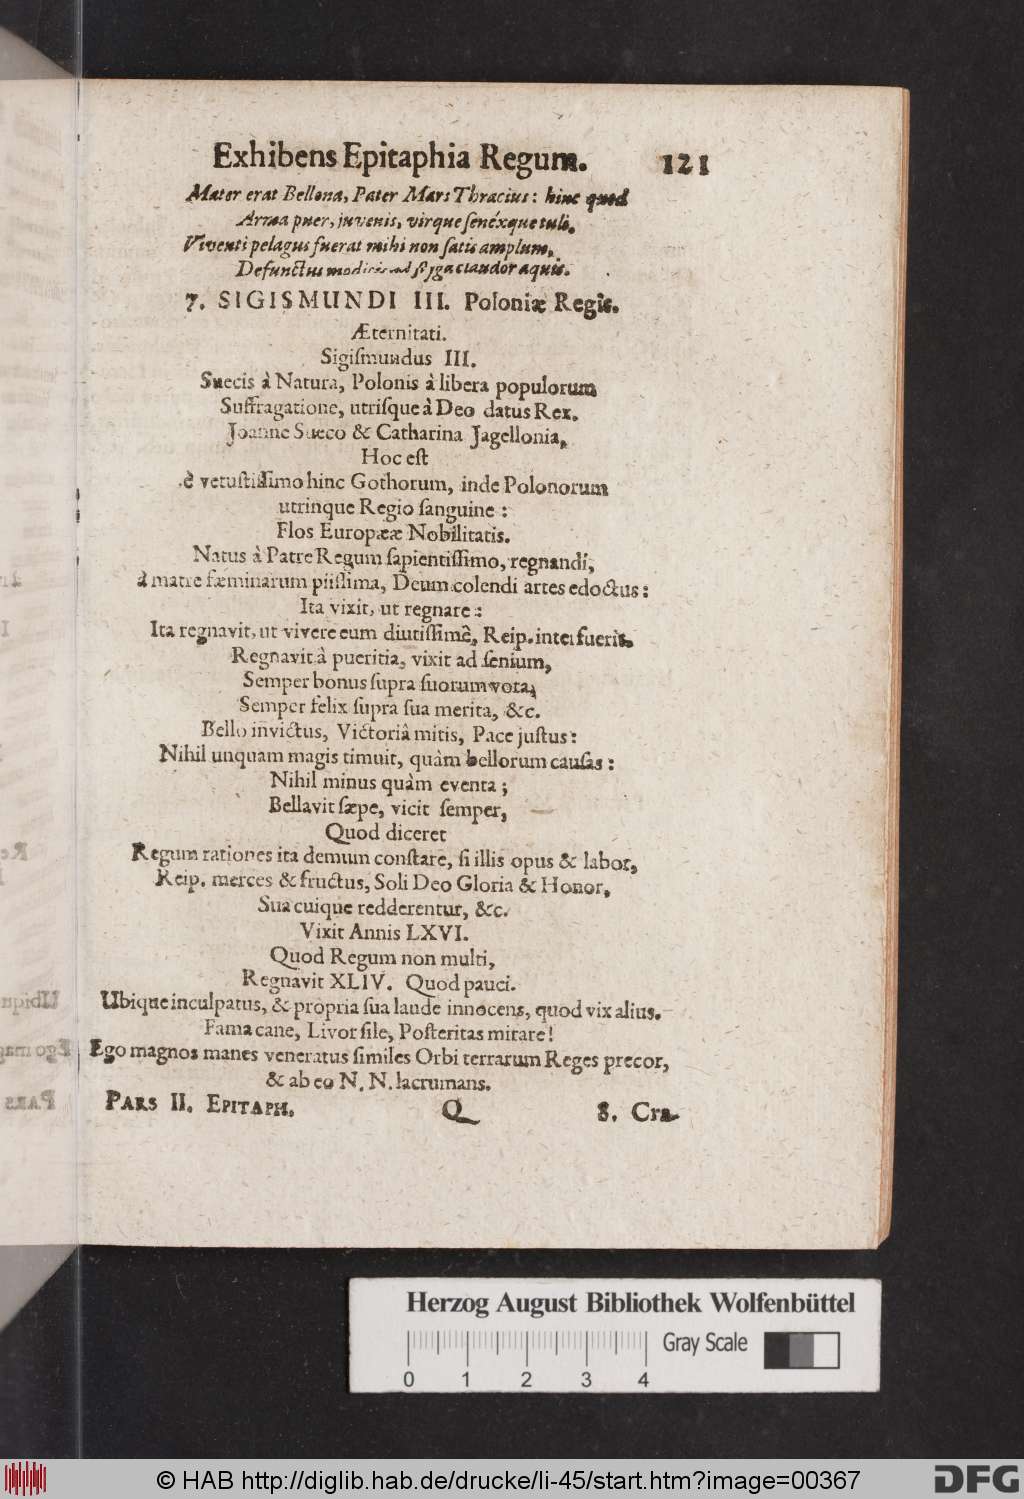 Exhibens Epitaphia Regum. 121
Mater erat Bellona, Pater Mars Thracius: hinc quod
Arma puer, juvenis, virque senéxque tuli.
Viventi pelagus fuerat mihi non satis amplum,
Defunctus modicis ad stygia claudor aquis.
7. SIGISMUNDI III. Poloniæ Regis.
Æternitati.
Sigiſmundus III.
Suecis à Natura, Polonis à libera populorum
Suffragatione, utriſque à Deo datus Rex.
Joanne Sueco & Catharina Jagellonia,
Hoc eſt
è vetuſtiſſimo hinc Gothorum, inde Polonorum
utrinque Regio ſanguine:
Flos Europææ Nobilitatis.
Natus à Patre Regum ſapientiſſimo, regnandi,
à matre fæminarum piiſſima, Deum colendi artes edoctus:
Ita vixit, ut regnare:
Ita regnavit, ut vivere eum diutiſſimè, Reip. interfuerit.
Regnavit à pueritia, vixit ad ſenium,
Semper bonus ſupra ſuorum vota,
Semper felix ſupra ſua merita, &c.
Bello invictus, Victoriâ mitis, Pace juſtus:
Nihil unquam magis timuit, quàm bellorum cauſas:
Nihil minus quàm eventa;
Bellavit ſæpe, vicit ſemper,
Quod diceret
Regum rationes ita demum conſtare, ſi illis opus & labor,
Reip. merces & fructus, Soli Deo Gloria & Honor,
Sua cuique redderentur, &c.
Vixit Annis LXVI.
Quod Regum non multi,
Regnavit XLIV. Quod pauci.
Ubique inculpatus, & propria ſua laude innocens, quod vix alius.
Fama cane, Livor ſile, Poſteritas mirare!
Ego magnos manes veneratus ſimiles Orbi terrarum Reges precor,
& ab eo N. N. lacrumans.
PARS II. EPITAPH. Q 8. Cra-
Herzog August Bibliothek Wolfenbüttel
Gray Scale
0 1 2 3 4
© HAB http://diglib.hab.de/drucke/li-45/start.htm?image=00367
DFG